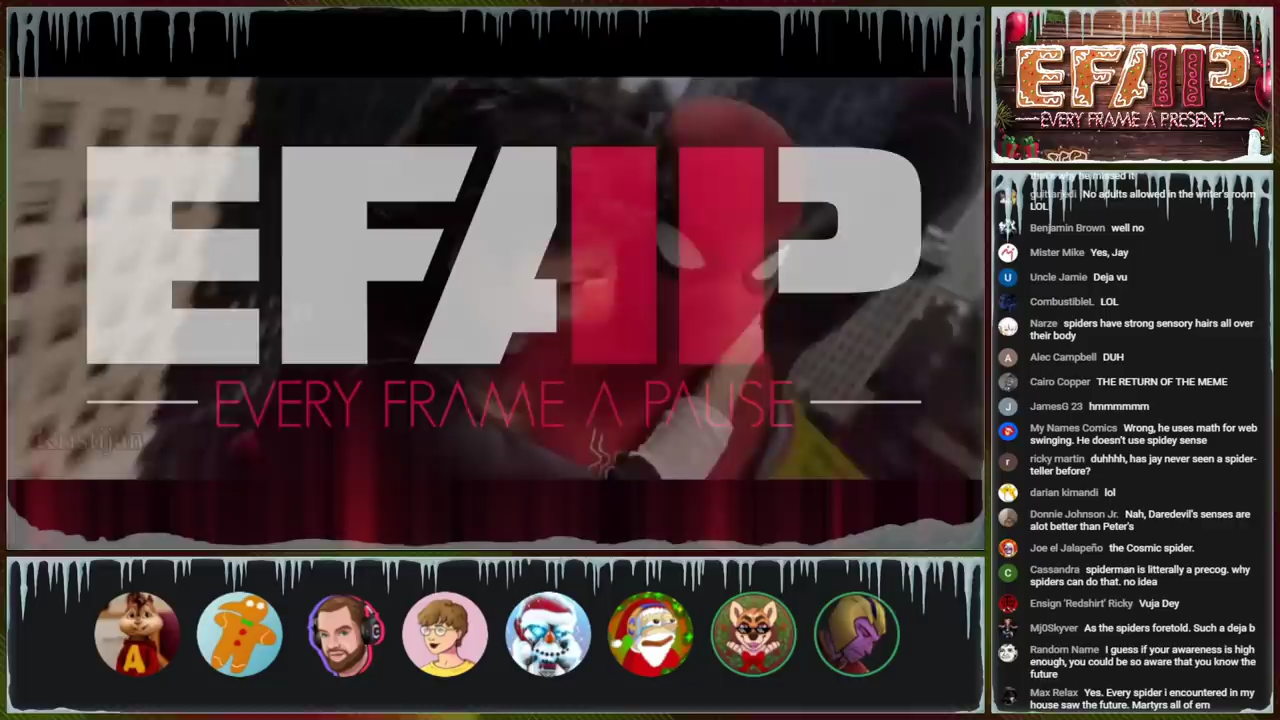 EFAP
EVERY FRAME A PAUSE
EFAP
EVERY FRAME A PRESENT
that's why he missed it
guitarjedi No adults allowed in the writer's room
LOL
Benjamin Brown well no
Mister Mike Yes, Jay
U Uncle Jamie Deja vu
CombustibleL LOL
Narze spiders have strong sensory hairs all over
their body
A Alec Campbell DUH
Cairo Copper THE RETURN OF THE MEME
J JamesG 23 hmmmmmm
My Names Comics Wrong, he uses math for web
swinging. He doesn't use spidey sense
r ricky martin duhhhh, has jay never seen a spider-
teller before?
darian kimandi lol
Donnie Johnson Jr. Nah, Daredevil's senses are
alot better than Peter's
Joe el Jalapeño the Cosmic spider.
C Cassandra spiderman is litterally a precog. why
spiders can do that. no idea
Ensign 'Redshirt' Ricky Vuja Dey
Mj0Skyver As the spiders foretold. Such a deja b
Random Name I guess if your awareness is high
enough, you could be so aware that you know the
future
Max Relax Yes. Every spider i encountered in my
house saw the future. Martyrs all of em
A